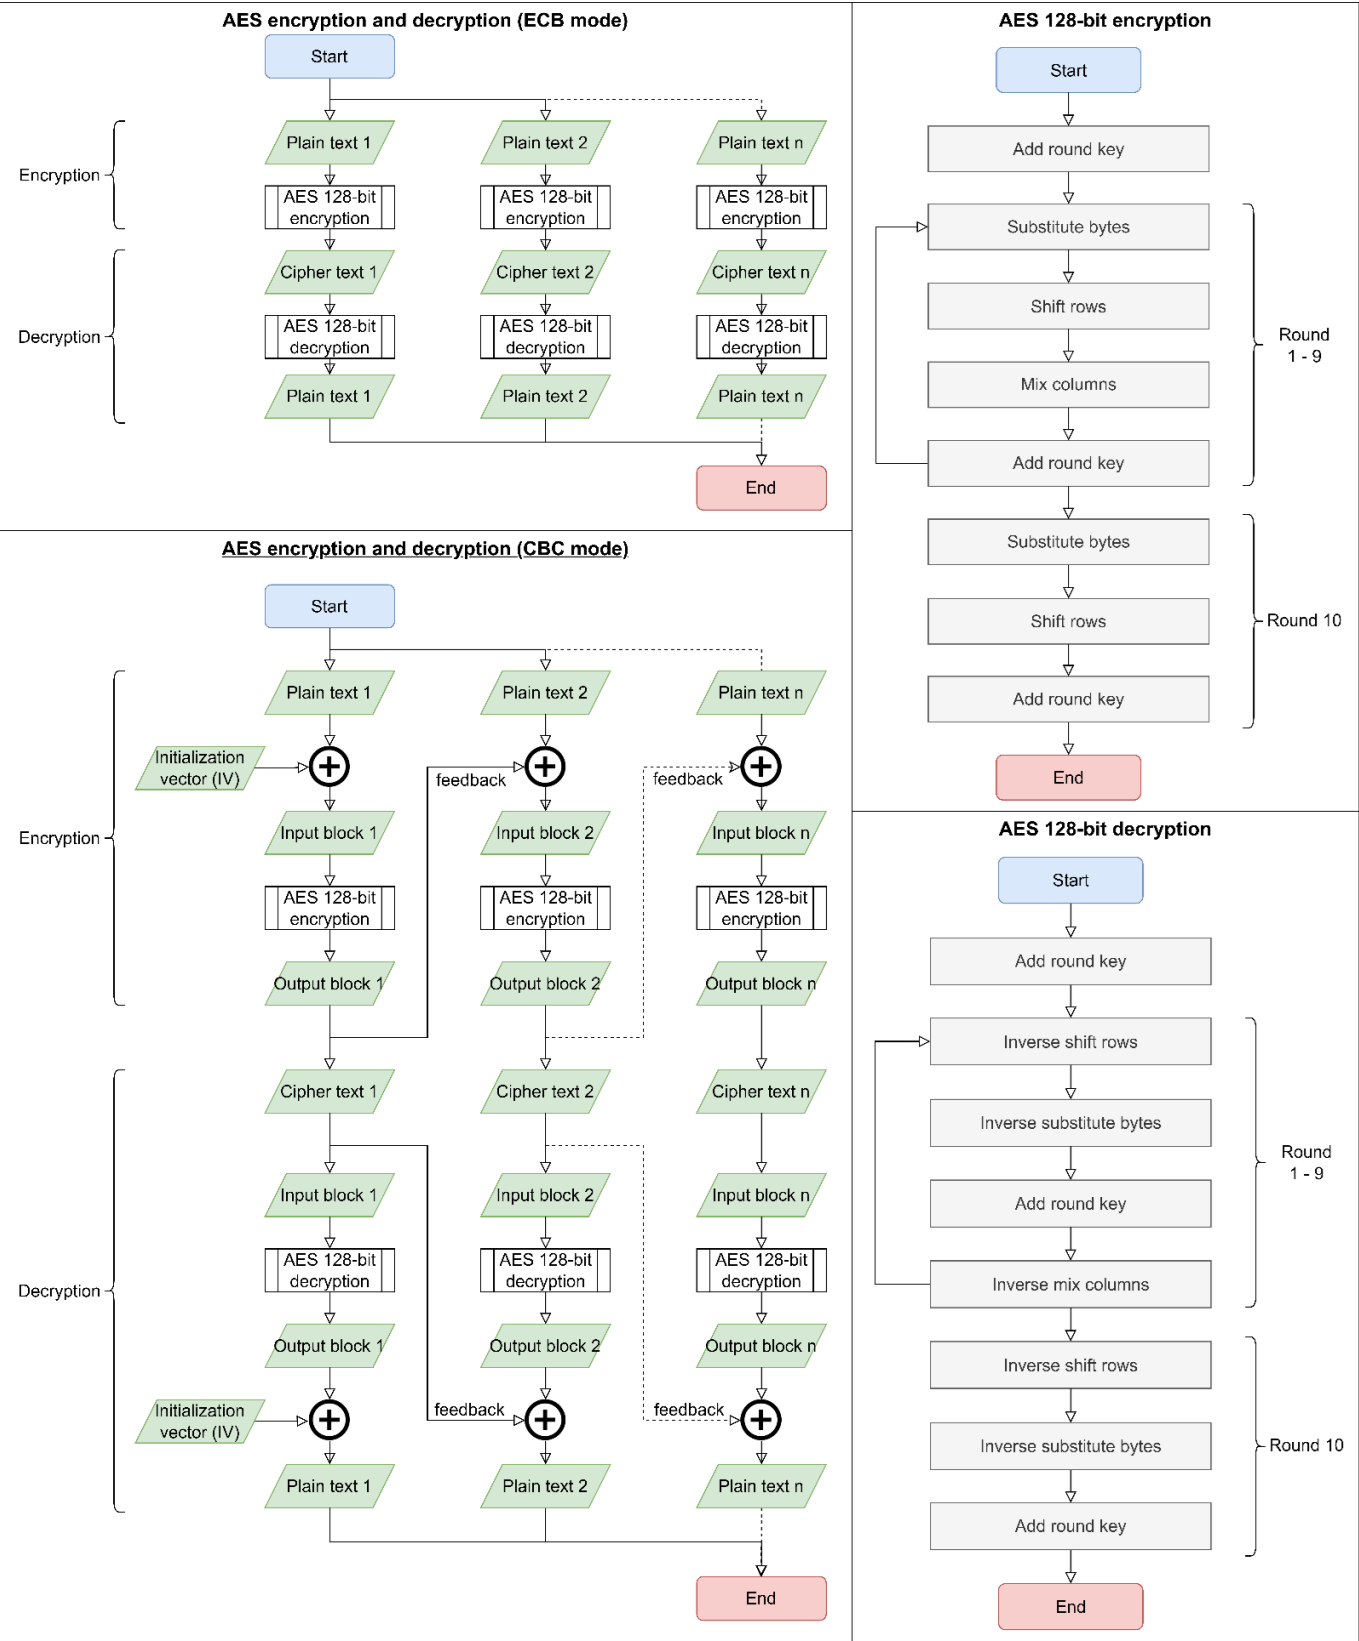 AES encryption and decryption (ECB mode)
Start
Plain text 1
Plain text 2
Plain text n
Encryption
AES 128-bit
encryption
AES 128-bit
encryption
AES 128-bit
encryption
Cipher text 1
Cipher text 2
Cipher text n
Decryption
AES 128-bit
decryption
AES 128-bit
decryption
AES 128-bit
decryption
Plain text 1
Plain text 2
Plain text n
End
AES encryption and decryption (CBC mode)
Start
Plain text 1
Plain text 2
Plain text n
Initialization
vector (IV)
feedback
feedback
Encryption
Input block 1
Input block 2
Input block n
AES 128-bit
encryption
AES 128-bit
encryption
AES 128-bit
encryption
Output block 1
Output block 2
Output block n
Cipher text 1
Cipher text 2
Cipher text n
Input block 1
Input block 2
Input block n
Decryption
AES 128-bit
decryption
AES 128-bit
decryption
AES 128-bit
decryption
Output block 1
Output block 2
Output block n
Initialization
vector (IV)
feedback
feedback
Plain text 1
Plain text 2
Plain text n
End
AES 128-bit encryption
Start
Add round key
Substitute bytes
Shift rows
Mix columns
Add round key
Round
1 - 9
Substitute bytes
Shift rows
Add round key
Round 10
End
AES 128-bit decryption
Start
Add round key
Inverse shift rows
Inverse substitute bytes
Add round key
Inverse mix columns
Round
1 - 9
Inverse shift rows
Inverse substitute bytes
Add round key
Round 10
End